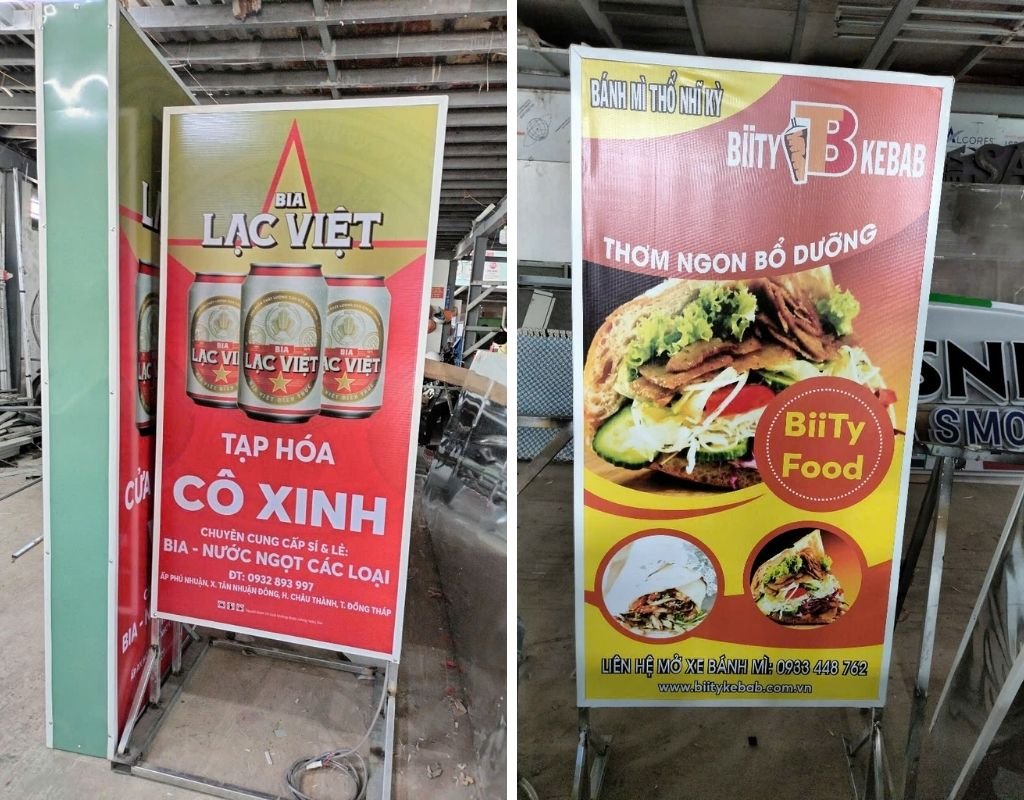 BIA
LẠC VIỆT
BIA
LẠC VIỆT
TẠP HÓA
CÔ XINH
CHUYÊN CUNG CẤP SỈ & LẺ:
BIA - NƯỚC NGỌT CÁC LOẠI
ĐT: 0932 893 997
ẤP PHÚ NHUẬN, X. TÂN NHUẬN ĐÔNG, H. CHÂU THÀNH, T. ĐỒNG THÁP
BÁNH MÌ THỔ NHĨ KỲ
BiiTY TB KEBAB
THƠM NGON BỔ DƯỠNG
BiiTy
Food
LIÊN HỆ MỞ XE BÁNH MÌ: 0933 448 762
www.biitykebab.com.vn